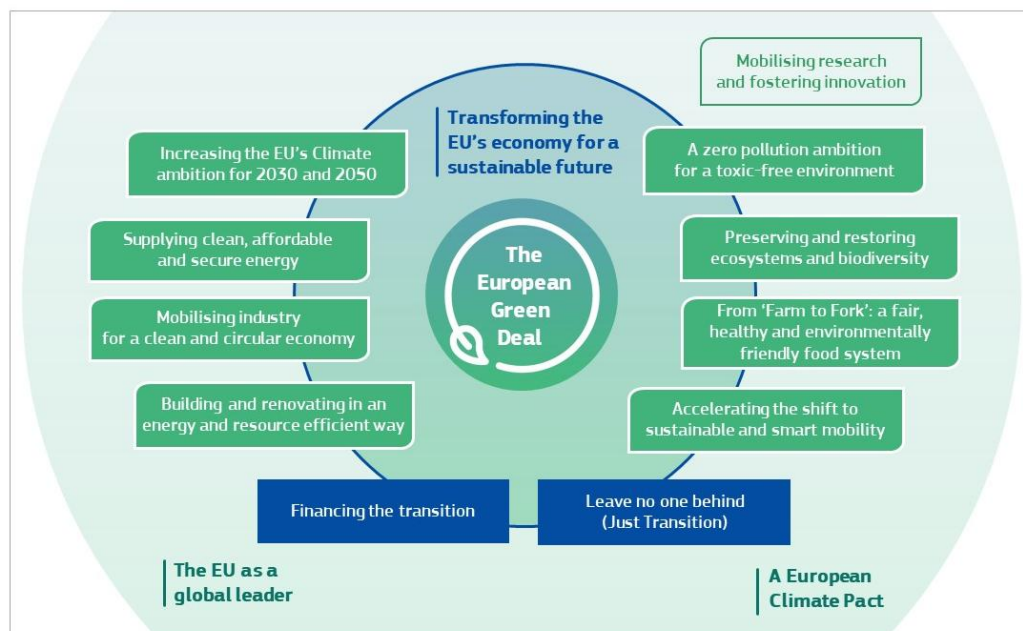 Mobilising research
and fostering innovation
Transforming the
EU’s economy for a
sustainable future
Increasing the EU’s Climate
ambition for 2030 and 2050
A zero pollution ambition
for a toxic-free environment
Supplying clean, affordable
and secure energy
The
European
Green
Deal
Preserving and restoring
ecosystems and biodiversity
Mobilising industry
for a clean and circular economy
From ‘Farm to Fork’: a fair,
healthy and environmentally
friendly food system
Building and renovating in an
energy and resource efficient way
Accelerating the shift to
sustainable and smart mobility
Financing the transition
Leave no one behind
(Just Transition)
The EU as a
global leader
A European
Climate Pact